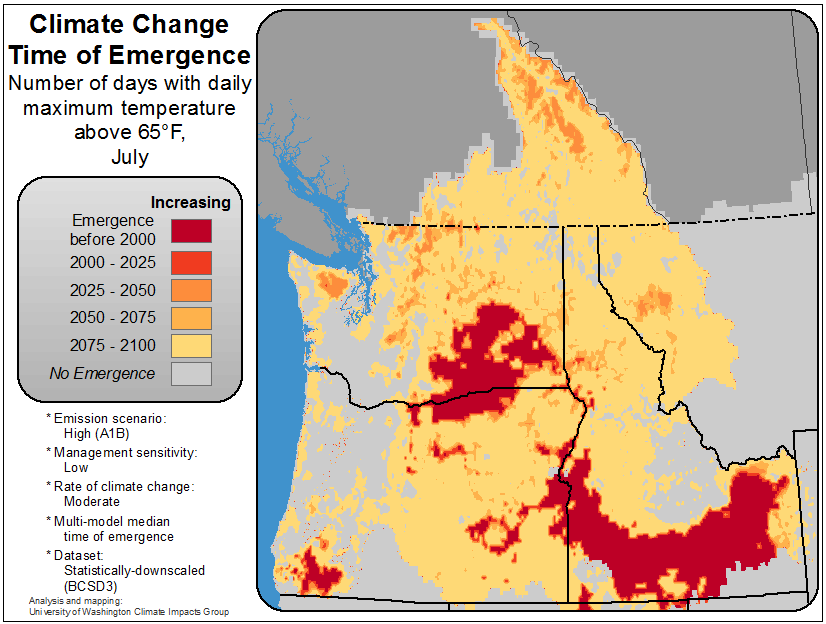 Climate Change
Time of Emergence
Number of days with daily
maximum temperature
above 65°F,
July
Increasing
Emergence
before 2000
2000 - 2025
2025 - 2050
2050 - 2075
2075 - 2100
No Emergence
* Emission scenario:
High (A1B)
* Management sensitivity:
Low
* Rate of climate change:
Moderate
* Multi-model median
time of emergence
* Dataset:
Statistically-downscaled
(BCSD3)
Analysis and mapping:
University of Washington Climate Impacts Group